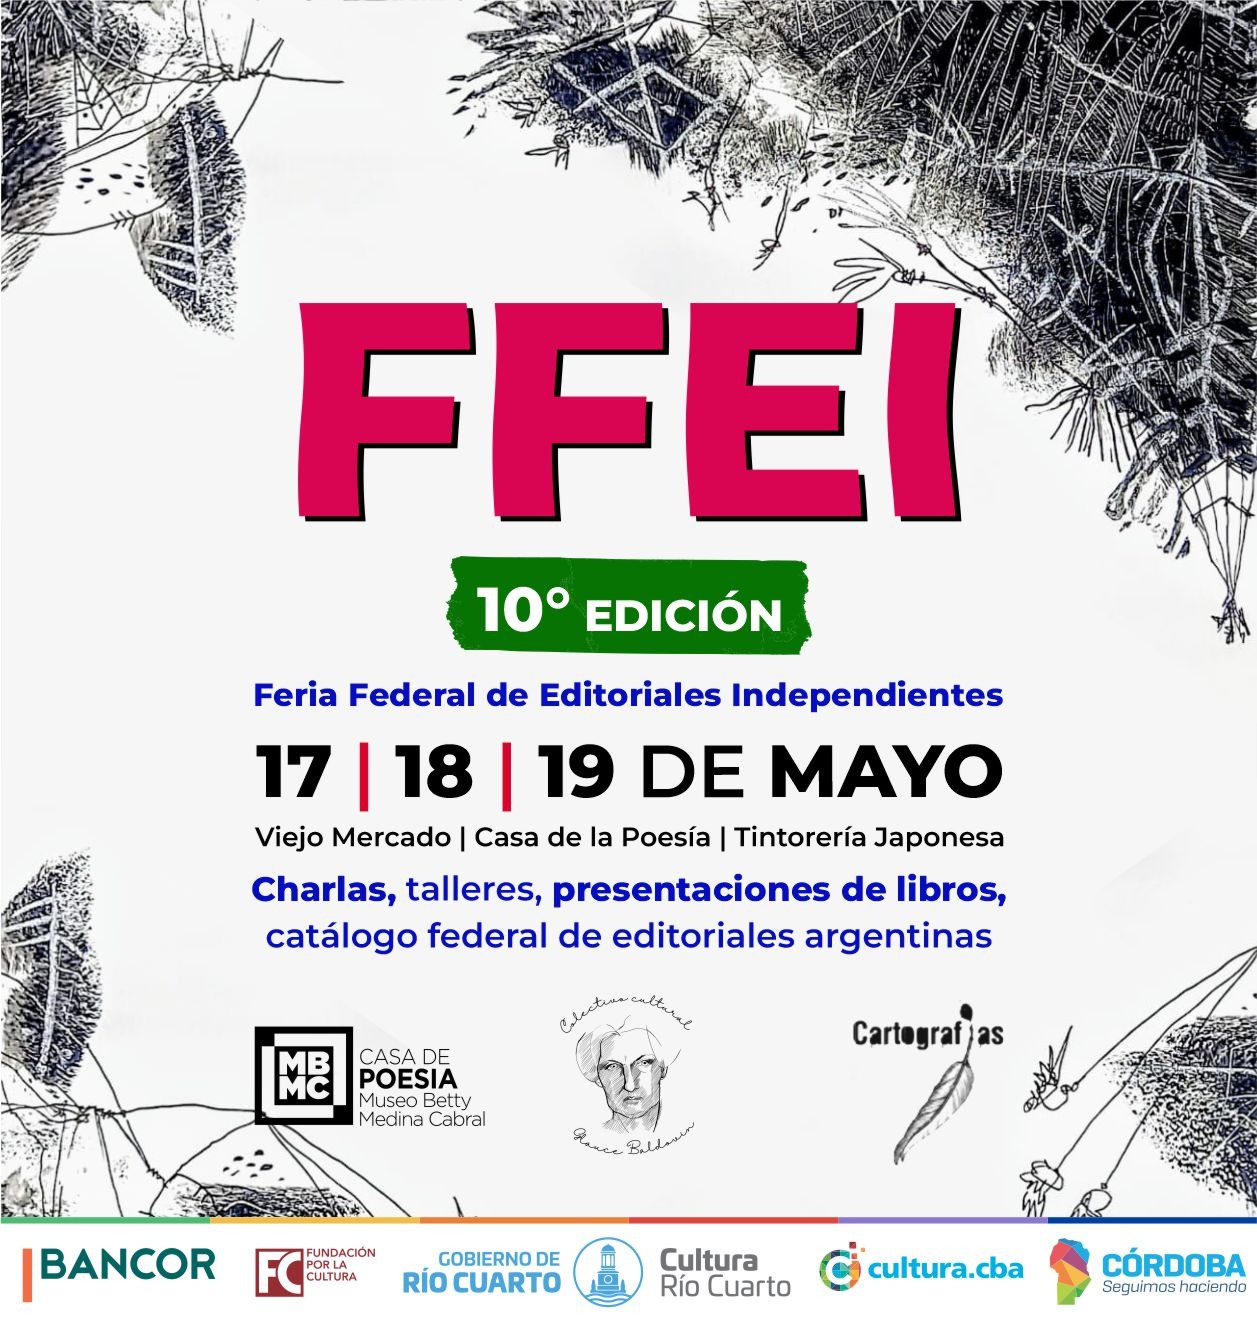 FFEI
10° EDICIÓN
Feria Federal de Editoriales Independientes
17 | 18 | 19 DE MAYO
Viejo Mercado | Casa de la Poesía | Tintorería Japonesa
Charlas, talleres, presentaciones de libros,
catálogo federal de editoriales argentinas
MB
MC
CASA DE
POESIA
Museo Betty
Medina Cabral
Colectivo cultural
Glauce Baldovin
Cartografías
BANCOR
FC
FUNDACIÓN
POR LA
CULTURA
GOBIERNO DE
RÍO CUARTO
Cultura
Río Cuarto
cultura.cba
CÓRDOBA
Seguimos haciendo